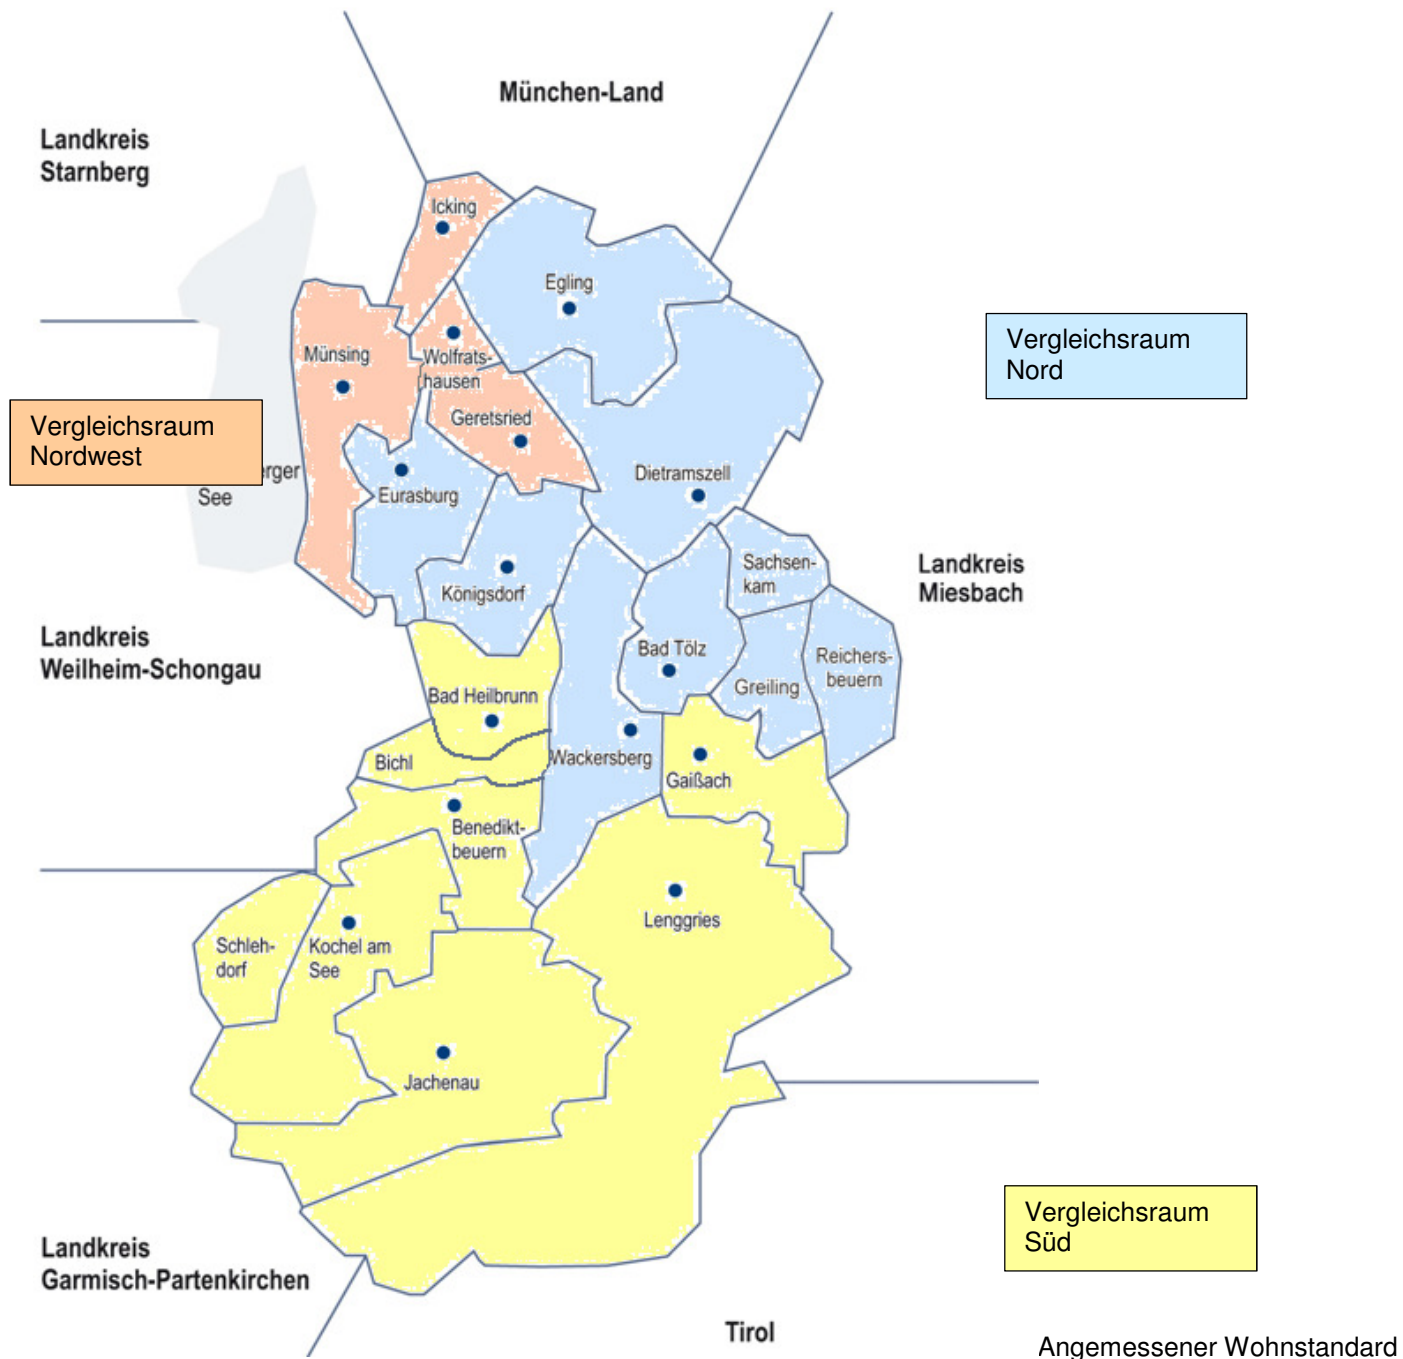 München-Land
Landkreis
Starnberg
Icking
Egling
Vergleichsraum
Nord
Münsing
Wolfrats-
hausen
Vergleichsraum
Nordwest
Geretsried
erger
See
Eurasburg
Dietramszell
Sachsen-
kam
Landkreis
Miesbach
Königsdorf
Landkreis
Weilheim-Schongau
Bad Tölz
Reichers-
beuern
Greiling
Bad Heilbrunn
Bichl
Wackersberg
Gaißach
Benedikt-
beuern
Lenggries
Schleh-
dorf
Kochel am
See
Jachenau
Vergleichsraum
Süd
Landkreis
Garmisch-Partenkirchen
Tirol
Angemessener Wohnstandard